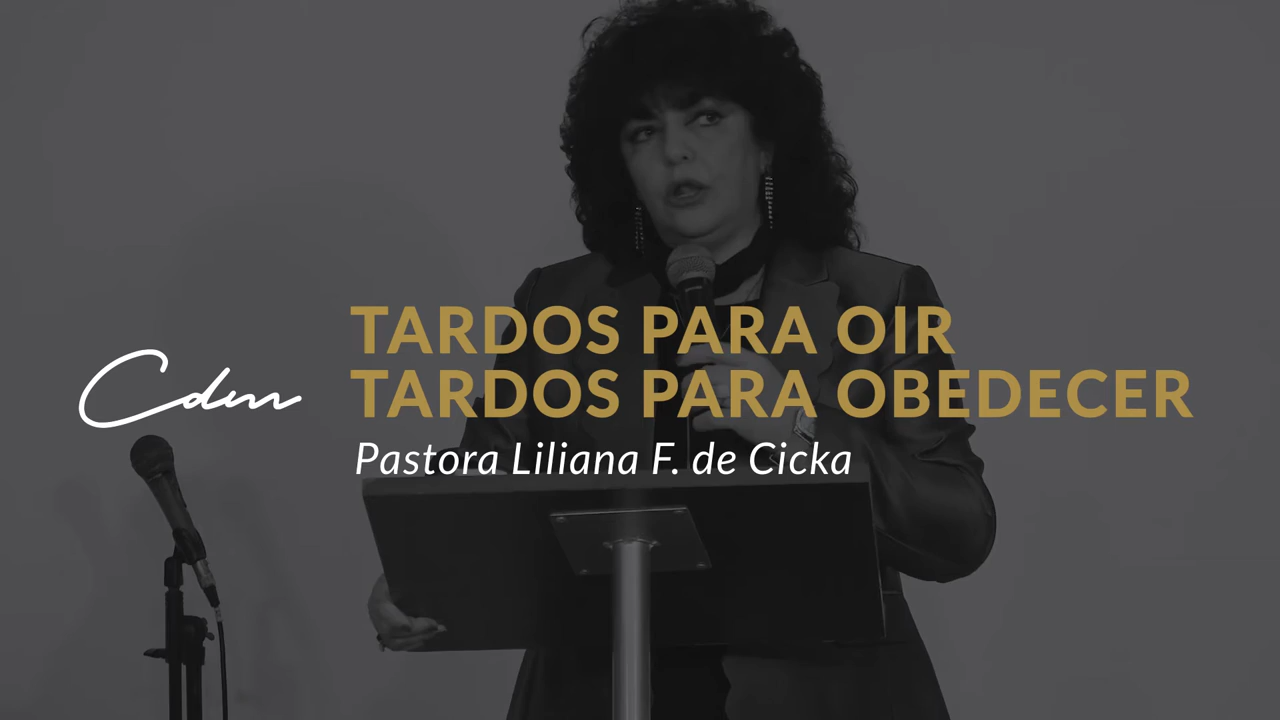 Cdm
TARDOS PARA OIR
TARDOS PARA OBEDECER
Pastora Liliana F. de Cicka